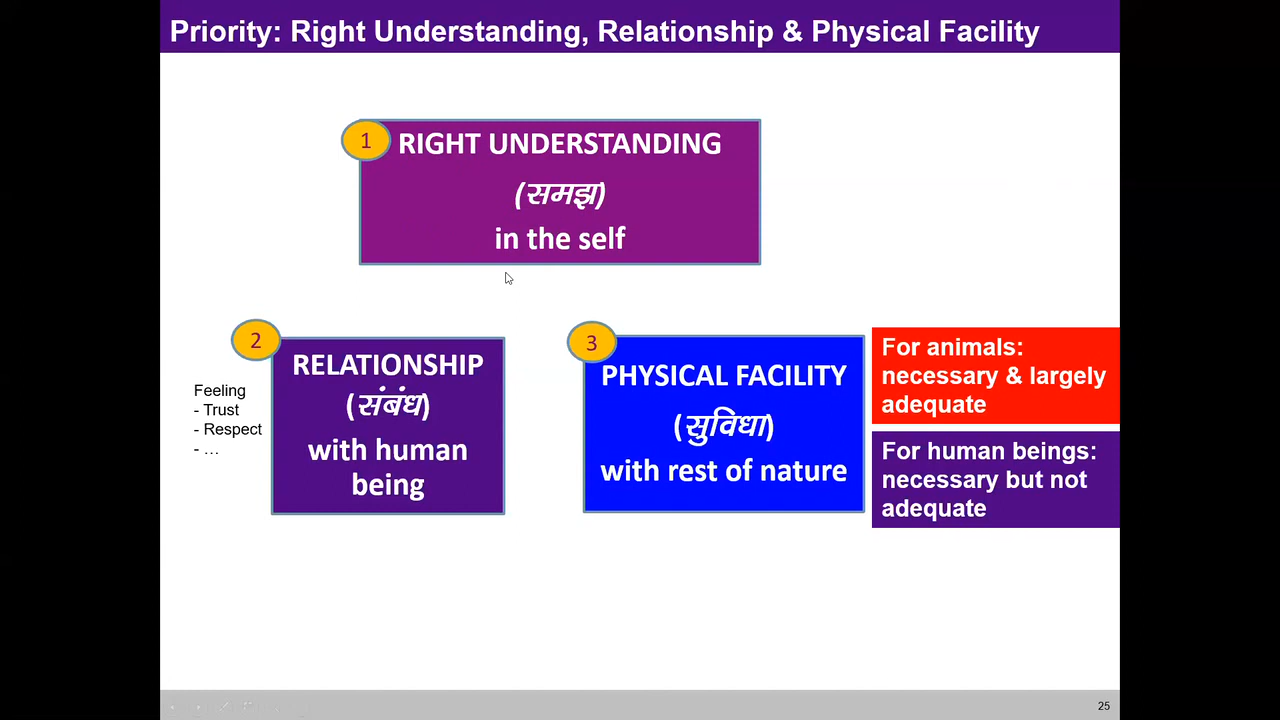 Priority: Right Understanding, Relationship & Physical Facility
1
RIGHT UNDERSTANDING
(समझ)
in the self
2
RELATIONSHIP
(संबंध)
with human
being
Feeling
- Trust
- Respect
- …
3
PHYSICAL FACILITY
(सुविधा)
with rest of nature
For animals:
necessary & largely
adequate
For human beings:
necessary but not
adequate
25